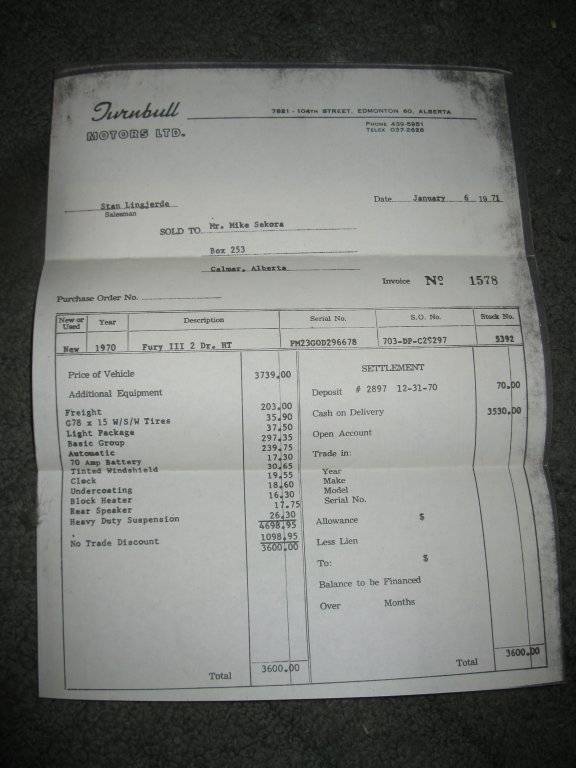 Turnbull
MOTORS LTD.
7821 - 104TH STREET, EDMONTON 60, ALBERTA
PHONE 439-5981
TELEX 037-2628
Stan Lingjerde
Salesman
Date January 6 1971
SOLD TO Mr. Mike Sekora
Box 253
Calmar, Alberta
Invoice No 1578
Purchase Order No.
New or Used Year Description Serial No. S.O. No. Stock No.
New 1970 Fury III 2 Dr. HT PM23G0D296678 703-DP-C25297 5392
Price of Vehicle 3739.00
Additional Equipment
Freight 203.00
G78 x 15 W/S/W Tires 35.90
Light Package 37.50
Basic Group 297.35
Automatic 239.75
70 Amp Battery 17.30
Tinted Windshield 30.65
Clock 19.55
Undercoating 18.60
Block Heater 16.30
Rear Speaker 17.75
Heavy Duty Suspension 26.30
4698.95
No Trade Discount 1098.95
3600.00
Total 3600.00
SETTLEMENT
Deposit # 2897 12-31-70 70.00
Cash on Delivery 3530.00
Open Account
Trade in:
Year
Make
Model
Serial No.
Allowance $
Less Lien
To: $
Balance to be Financed
Over Months
Total 3600.00